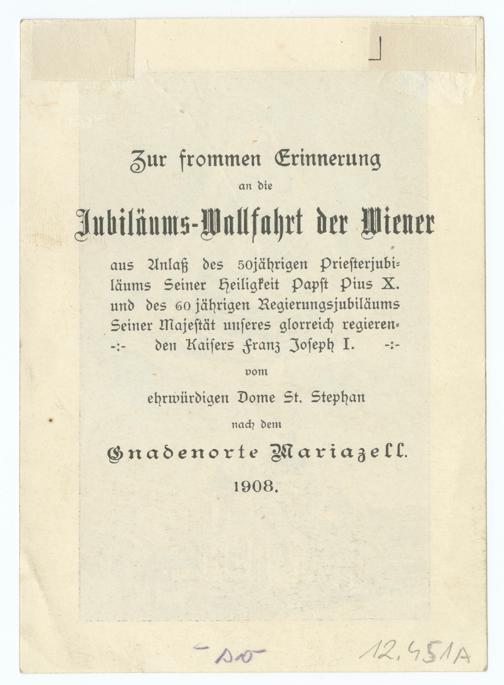 Zur frommen Erinnerung
an die
Jubiläums-Wallfahrt der Wiener
aus Anlaß des 50jährigen Priesterjubi-
läums Seiner Heiligkeit Papst Pius X.
und des 60 jährigen Regierungsjubiläums
Seiner Majestät unseres glorreich regieren-
-:- den Kaisers Franz Joseph I. -:-
vom
ehrwürdigen Dome St. Stephan
nach dem
Gnadenorte Mariazell.
1908.
12.451A